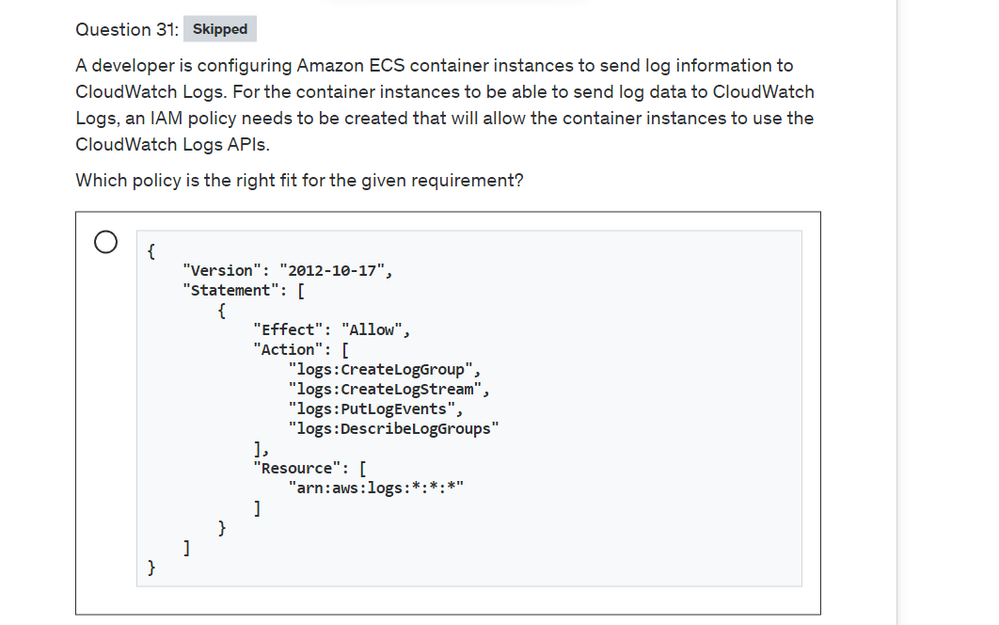 Question 31: Skipped
A developer is configuring Amazon ECS container instances to send log information to
CloudWatch Logs. For the container instances to be able to send log data to CloudWatch
Logs, an IAM policy needs to be created that will allow the container instances to use the
CloudWatch Logs APIs.
Which policy is the right fit for the given requirement?
{
    "Version": "2012-10-17",
    "Statement": [
        {
            "Effect": "Allow",
            "Action": [
                "logs:CreateLogGroup",
                "logs:CreateLogStream",
                "logs:PutLogEvents",
                "logs:DescribeLogGroups"
            ],
            "Resource": [
                "arn:aws:logs:*:*:*"
            ]
        }
    ]
}